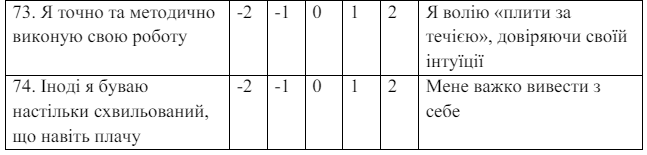 73. Я точно та методично -2 -1 0 1 2 Я волію «плити за
виконую свою роботу течією», довіряючи своїй
інтуїції
74. Іноді я буваю -2 -1 0 1 2 Мене важко вивести з
настільки схвильований, себе
що навіть плачу